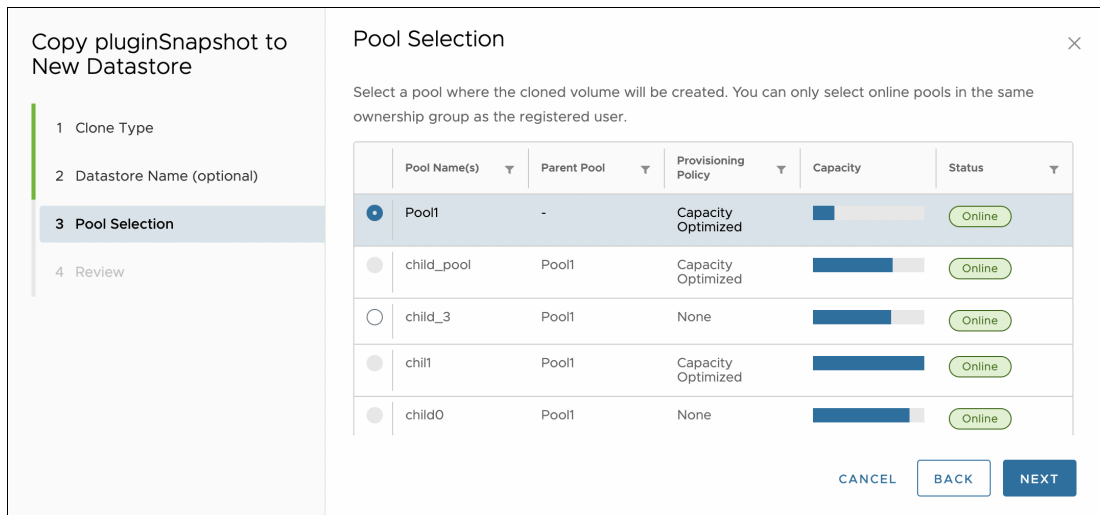 Copy pluginSnapshot to
New Datastore
1 Clone Type
2 Datastore Name (optional)
3 Pool Selection
4 Review
Pool Selection
Select a pool where the cloned volume will be created. You can only select online pools in the same
ownership group as the registered user.
Pool Name(s) Parent Pool Provisioning Policy Capacity Status
Pool1 - Capacity Optimized Online
child_pool Pool1 Capacity Optimized Online
child_3 Pool1 None Online
chil1 Pool1 Capacity Optimized Online
child0 Pool1 None Online
CANCEL BACK NEXT